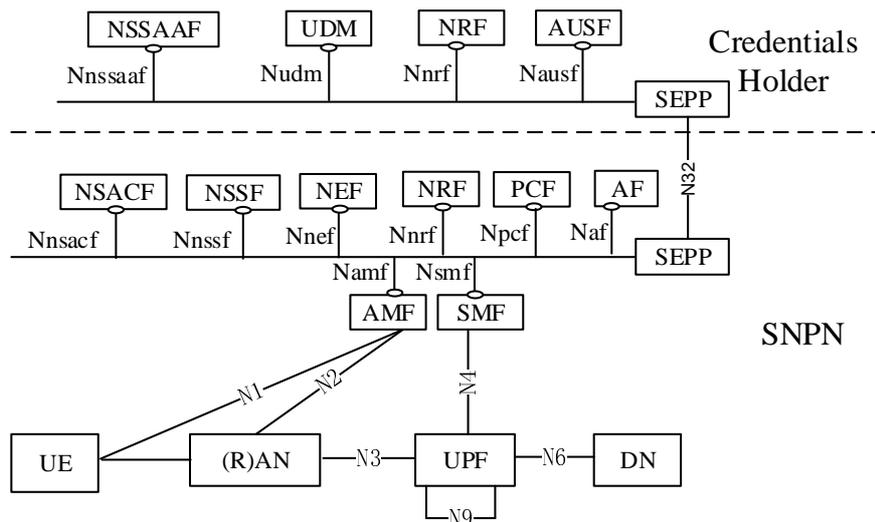 NSSAAF UDM NRF AUSF
Credentials
Holder
Nnssaaf Nudm Nnrf Nausf
SEPP
N32
NSACF NSSF NEF NRF PCF AF
Nnsacf Nnssf Nnef Nnrf Npcf Naf
SEPP
Namf Nsmf
AMF SMF
SNPN
N1 N2 N4
UE (R)AN N3 UPF N6 DN
N9